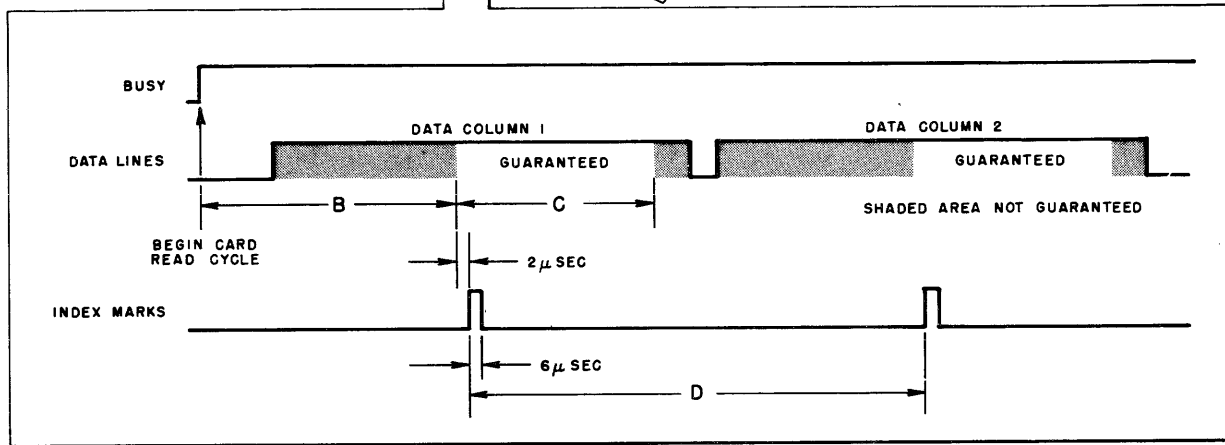 BUSY
DATA COLUMN 1
DATA COLUMN 2
DATA LINES
GUARANTEED
GUARANTEED
B
C
SHADED AREA NOT GUARANTEED
BEGIN CARD
READ CYCLE
2μ SEC
INDEX MARKS
6μ SEC
D